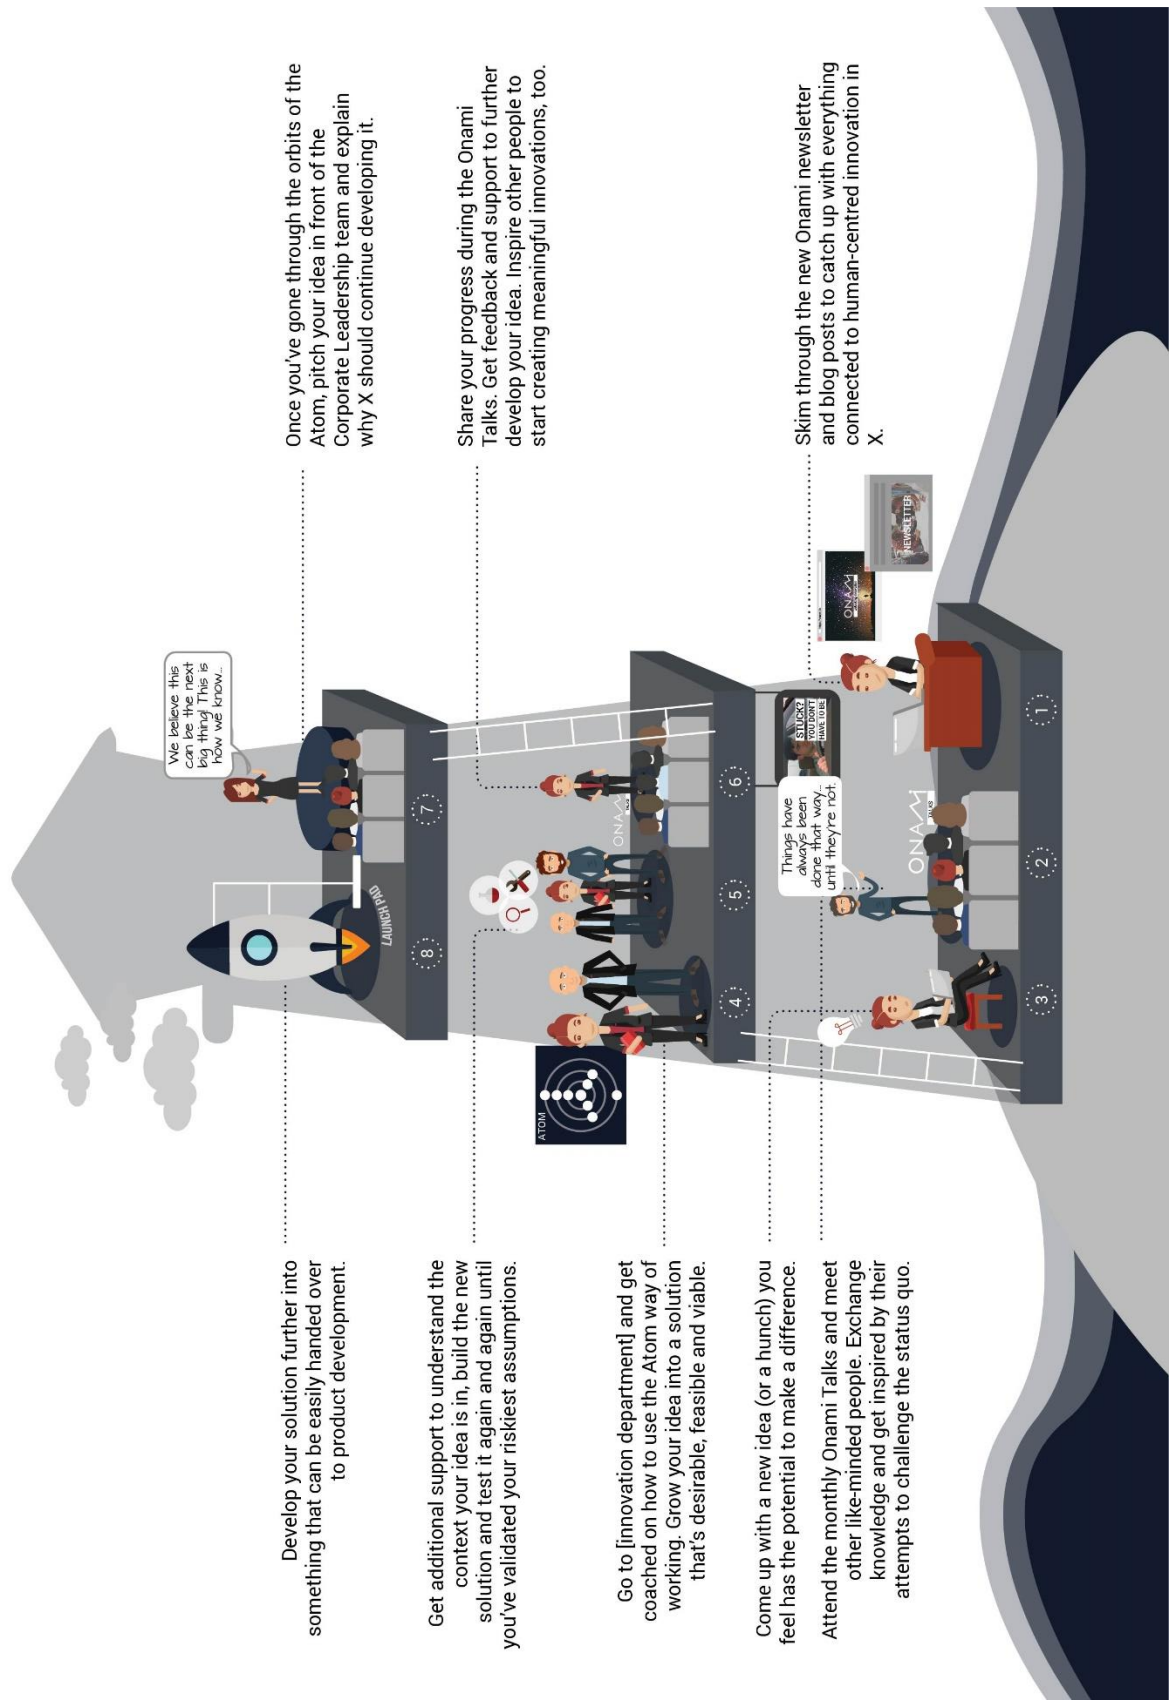 Develop your solution further into
something that can be easily handed over
to product development.
Get additional support to understand the
context your idea is in, build the new
solution and test it again and again until
you've validated your riskiest assumptions.
Go to [innovation department] and get
coached on how to use the Atom way of
working. Grow your idea into a solution
that's desirable, feasible and viable.
Come up with a new idea (or a hunch) you
feel has the potential to make a difference.
Attend the monthly Onami Talks and meet
other like-minded people. Exchange
knowledge and get inspired by their
attempts to challenge the status quo.
We believe this
can be the next
big thing! This is
how we know...
LAUNCH PAD
8
7
ATOM
ONAMI
4
5
6
STUCK?
YOU DON'T
HAVE TO BE
Things have
always been
done that way...
until they're not.
ONAMI
TALKS
ONAMI
NEWSLETTER
3
2
1
Once you've gone through the orbits of the
Atom, pitch your idea in front of the
Corporate Leadership team and explain
why X should continue developing it.
Share your progress during the Onami
Talks. Get feedback and support to further
develop your idea. Inspire other people to
start creating meaningful innovations, too.
Skim through the new Onami newsletter
and blog posts to catch up with everything
connected to human-centred innovation in
X.